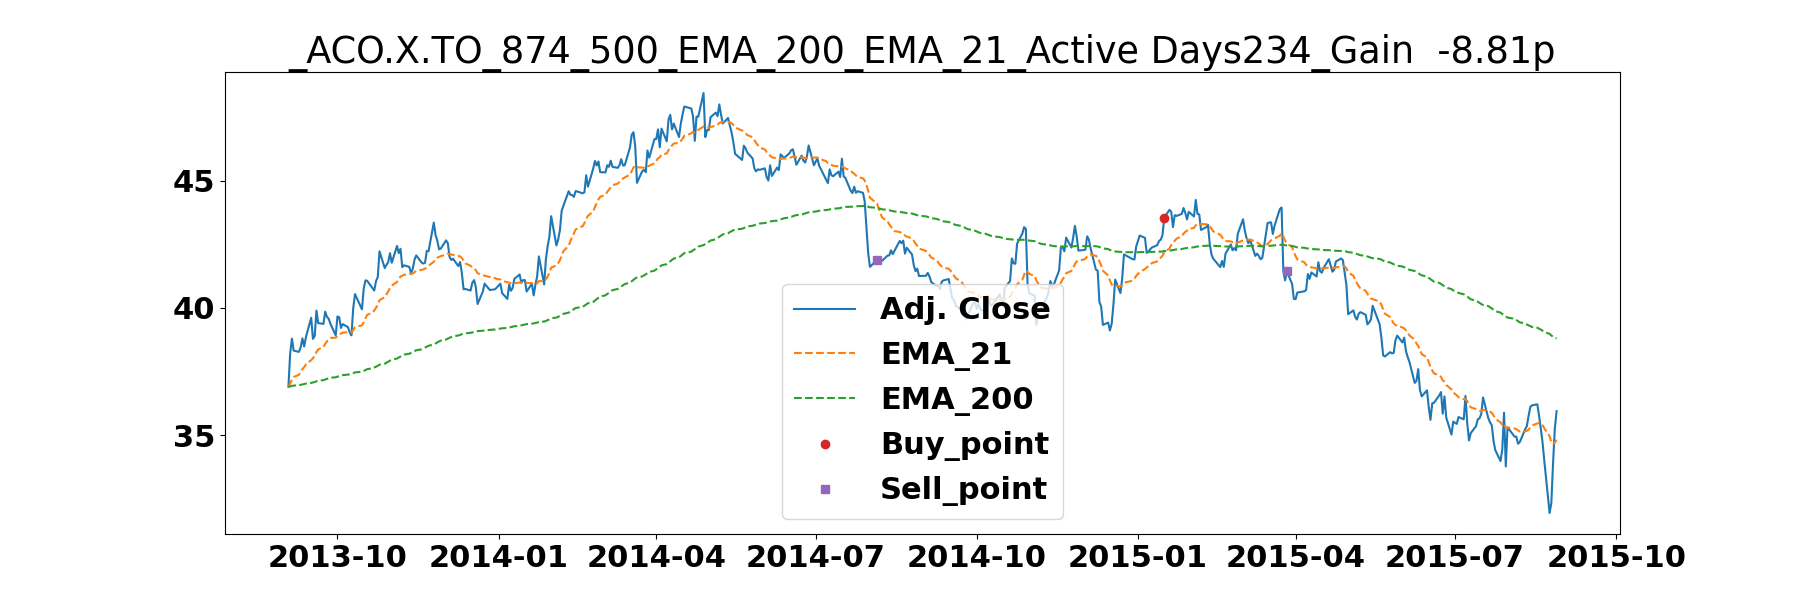 _ACO.X.TO_874_500_EMA_200_EMA_21_Active Days234_Gain  -8.81p
45
40
35
Adj. Close
EMA_21
EMA_200
Buy_point
Sell_point
2013-10 2014-01 2014-04 2014-07 2014-10 2015-01 2015-04 2015-07 2015-10